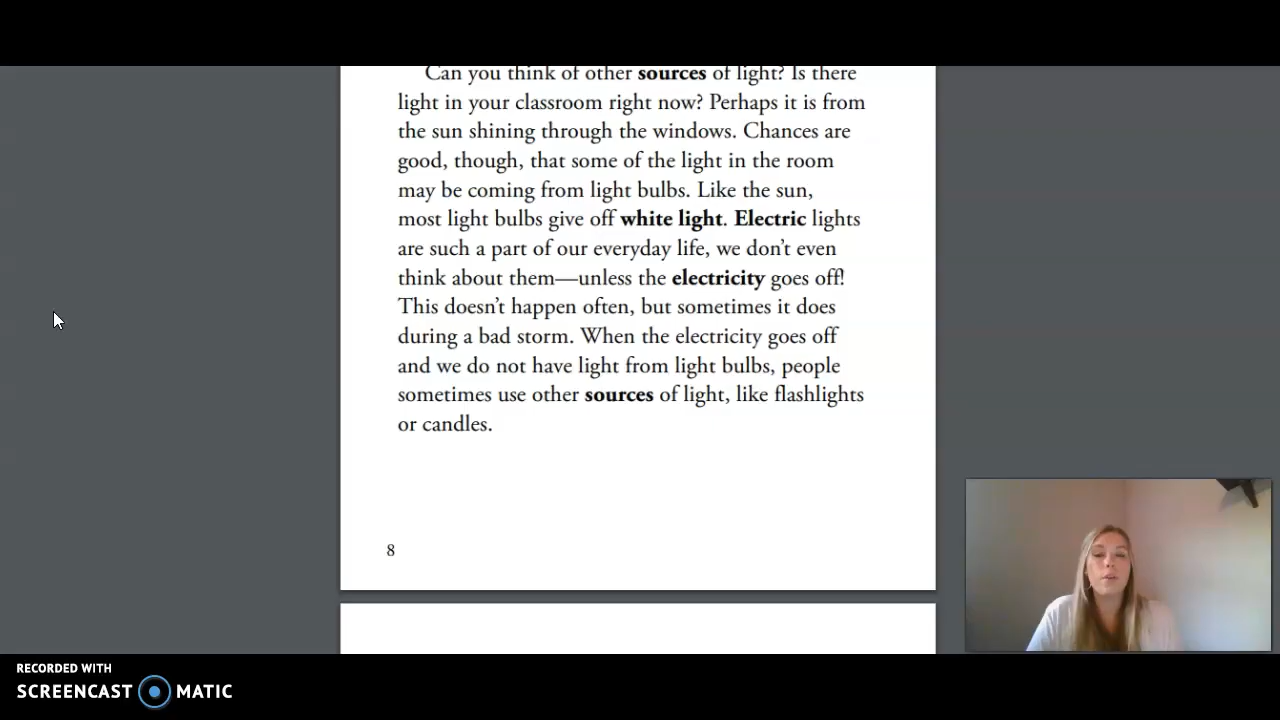 Can you think of other sources of light? Is there
light in your classroom right now? Perhaps it is from
the sun shining through the windows. Chances are
good, though, that some of the light in the room
may be coming from light bulbs. Like the sun,
most light bulbs give off white light. Electric lights
are such a part of our everyday life, we don’t even
think about them—unless the electricity goes off!
This doesn’t happen often, but sometimes it does
during a bad storm. When the electricity goes off
and we do not have light from light bulbs, people
sometimes use other sources of light, like flashlights
or candles.
8
RECORDED WITH
SCREENCAST MATIC